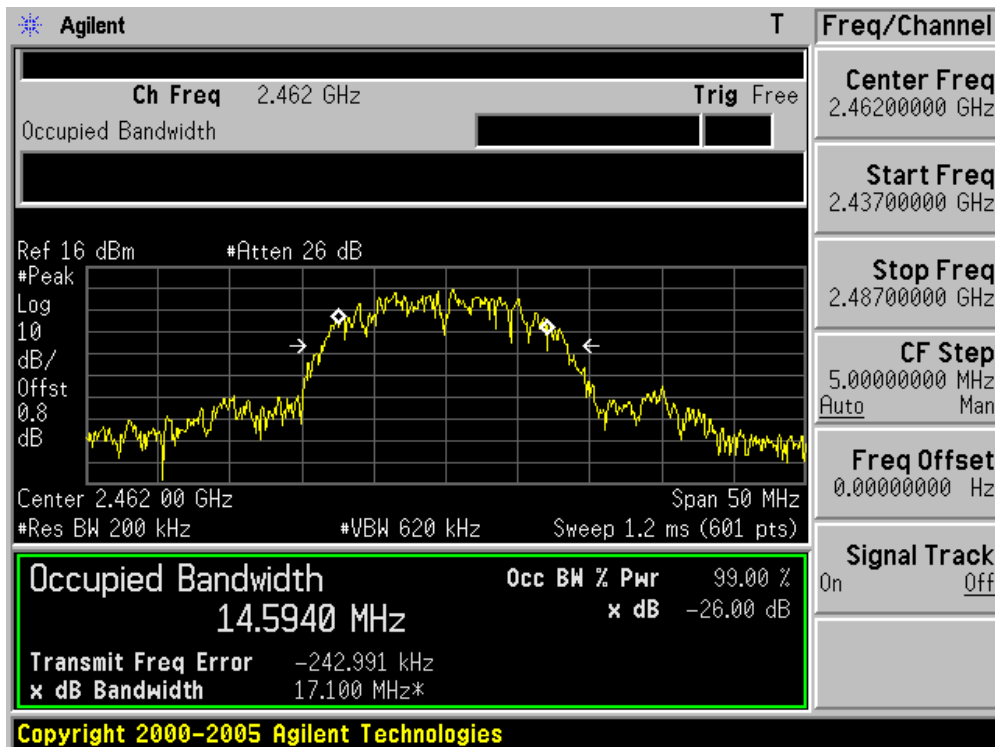 Agilent T
Ch Freq 2.462 GHz Trig Free
Occupied Bandwidth
Ref 16 dBm #Atten 26 dB
#Peak
Log
10
dB/
Offst
0.8
dB
Center 2.462 00 GHz Span 50 MHz
#Res BW 200 kHz #VBW 620 kHz Sweep 1.2 ms (601 pts)
Occupied Bandwidth Occ BW % Pwr 99.00 %
14.5940 MHz x dB -26.00 dB
Transmit Freq Error -242.991 kHz
x dB Bandwidth 17.100 MHz*
Copyright 2000-2005 Agilent Technologies
Freq/Channel
Center Freq
2.46200000 GHz
Start Freq
2.43700000 GHz
Stop Freq
2.48700000 GHz
CF Step
5.00000000 MHz
Auto Man
Freq Offset
0.00000000 Hz
Signal Track
On Off